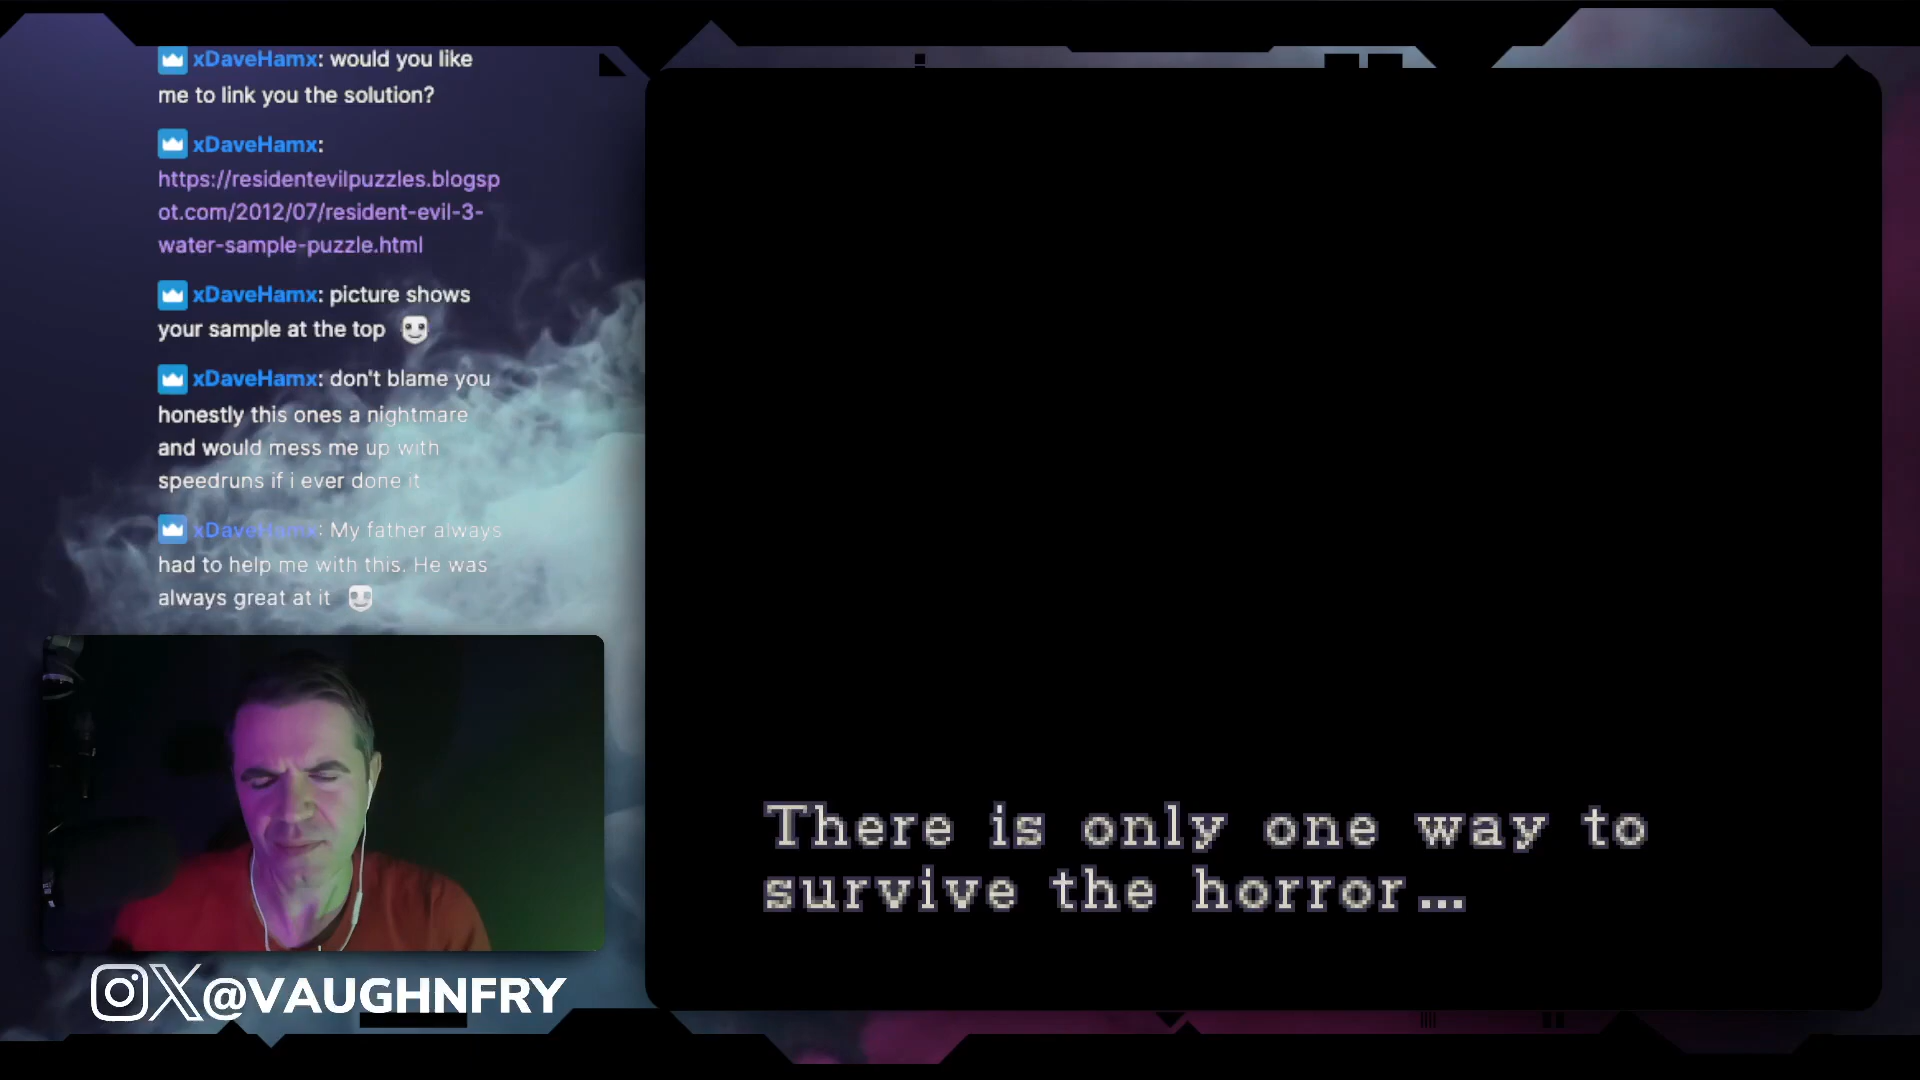 xDaveHamx: would you like
me to link you the solution?
xDaveHamx:
https://residentevilpuzzles.blogsp
ot.com/2012/07/resident-evil-3-
water-sample-puzzle.html
xDaveHamx: picture shows
your sample at the top
xDaveHamx: don't blame you
honestly this ones a nightmare
and would mess me up with
speedruns if i ever done it
xDaveHamx: My father always
had to help me with this. He was
always great at it
@VAUGHNFRY
There is only one way to
survive the horror...